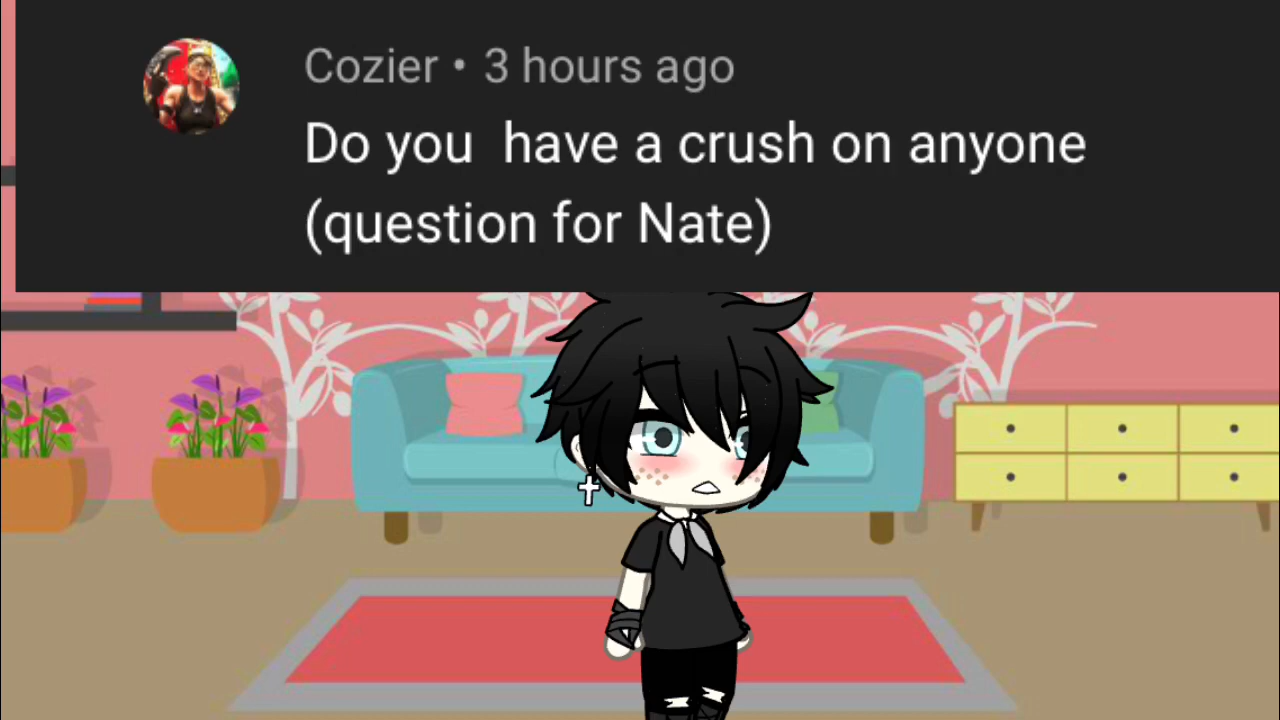 Cozier • 3 hours ago
Do you  have a crush on anyone
(question for Nate)